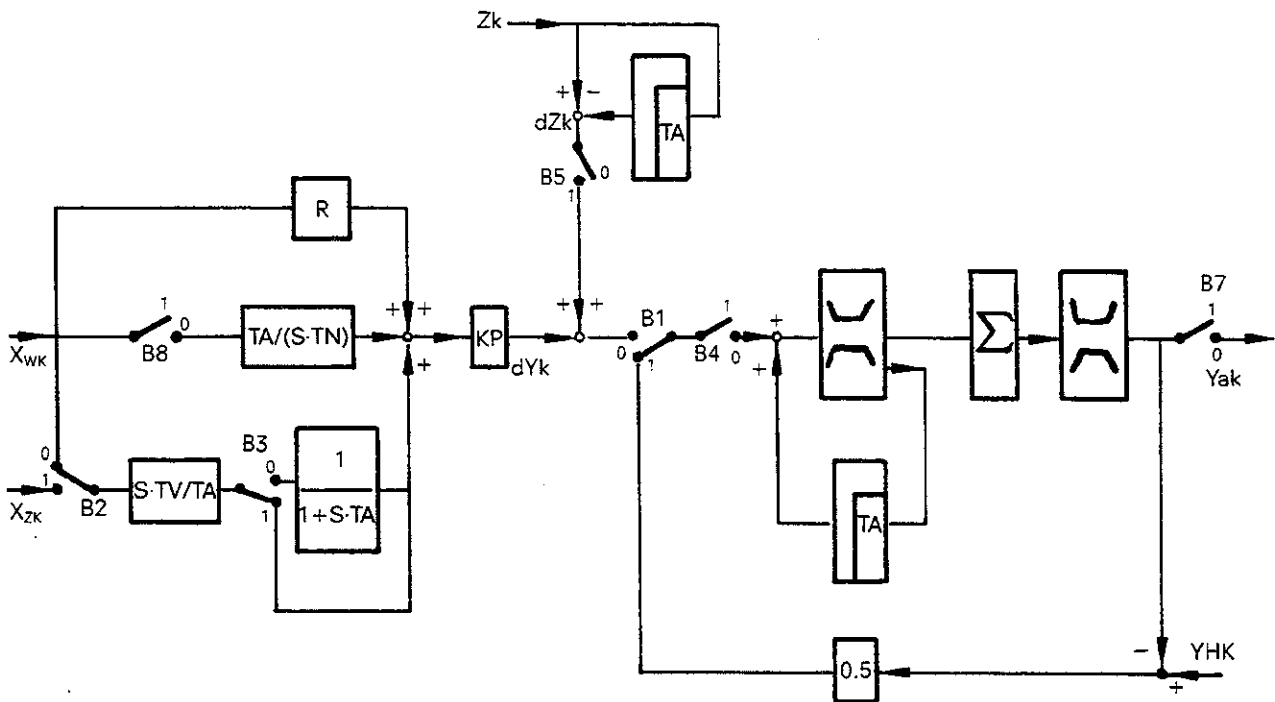 Zk
+ −
dZk
TA
B5
0
1
R
+ +
+ +
1
0
X_WK
B8
TA/(S·TN)
+
KP
dYk
B1
0
1
1
B4
0
+
+
Σ
B7
1
0
Yak
0
1
X_ZK
B2
S·TV/TA
B3
0
1
1
1+S·TA
TA
0.5
−
YHK
+